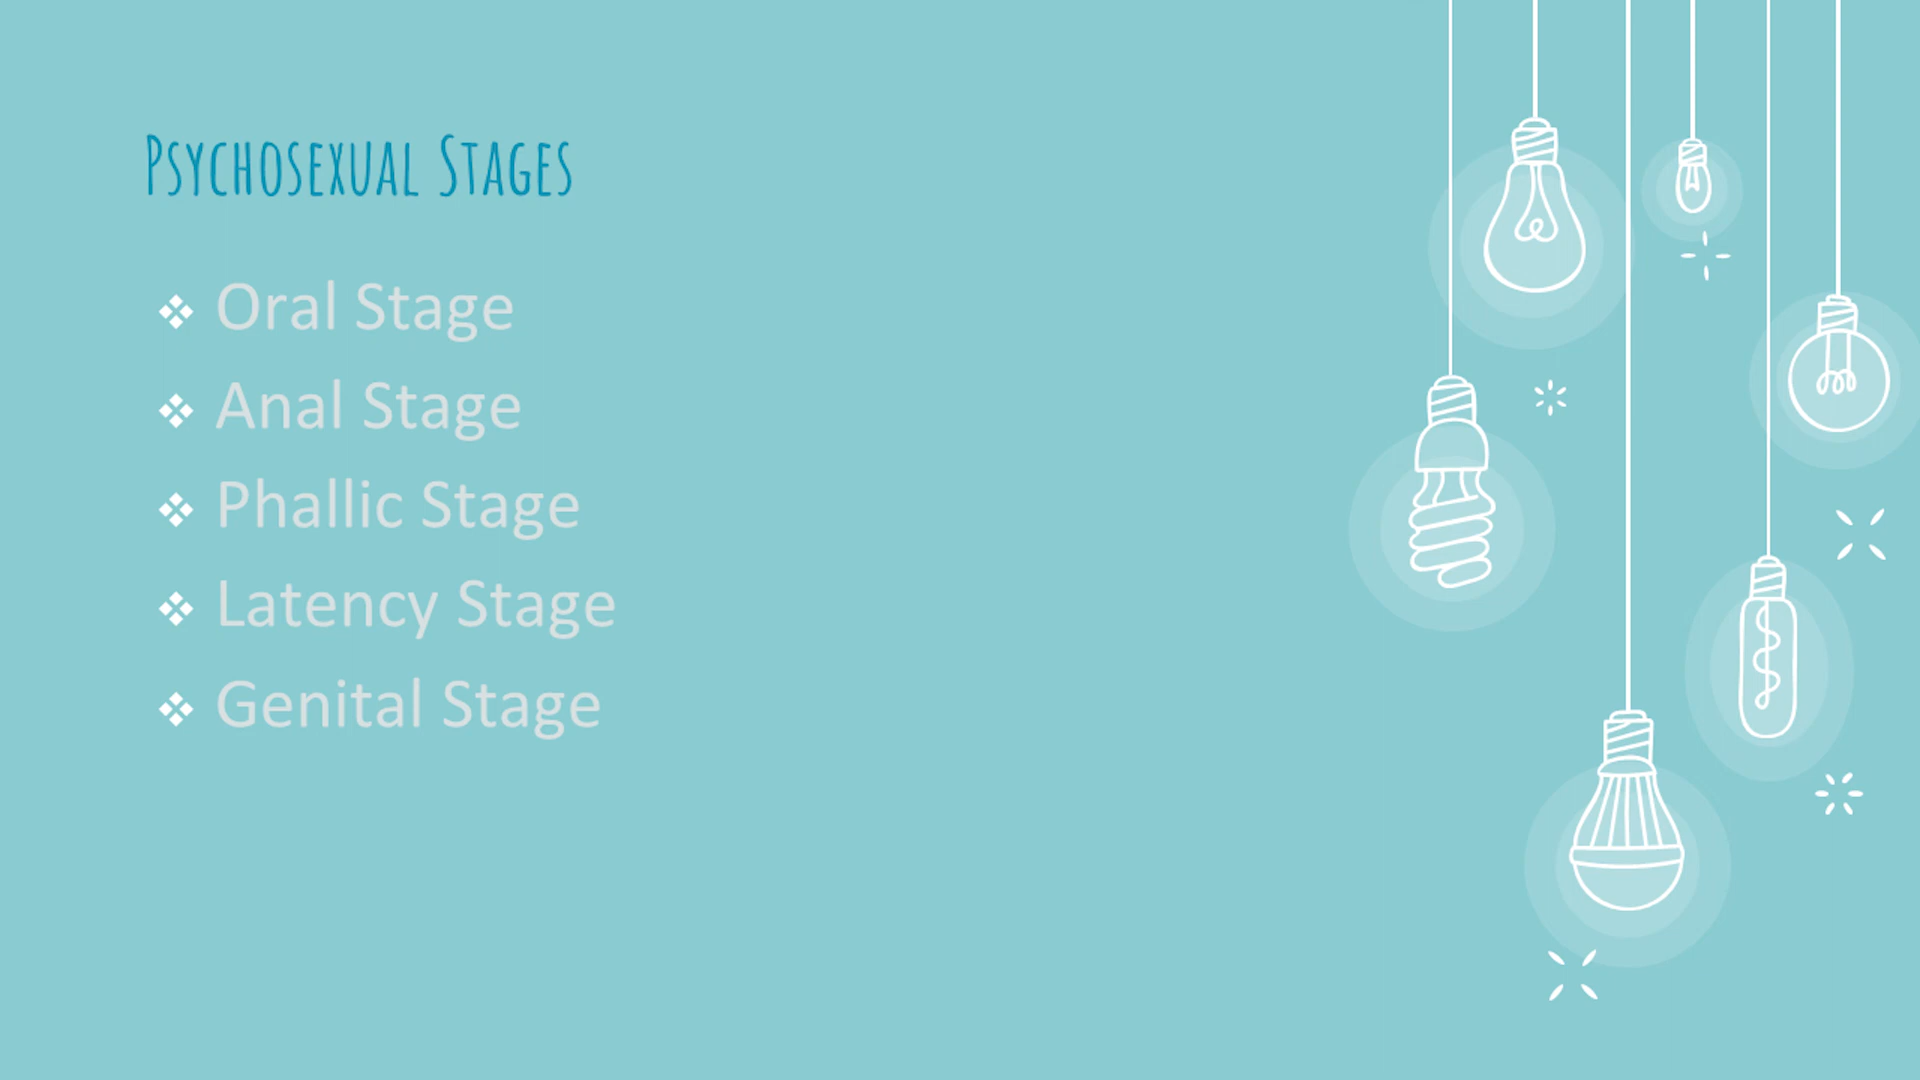 Psychosexual Stages
❖ Oral Stage
❖ Anal Stage
❖ Phallic Stage
❖ Latency Stage
❖ Genital Stage